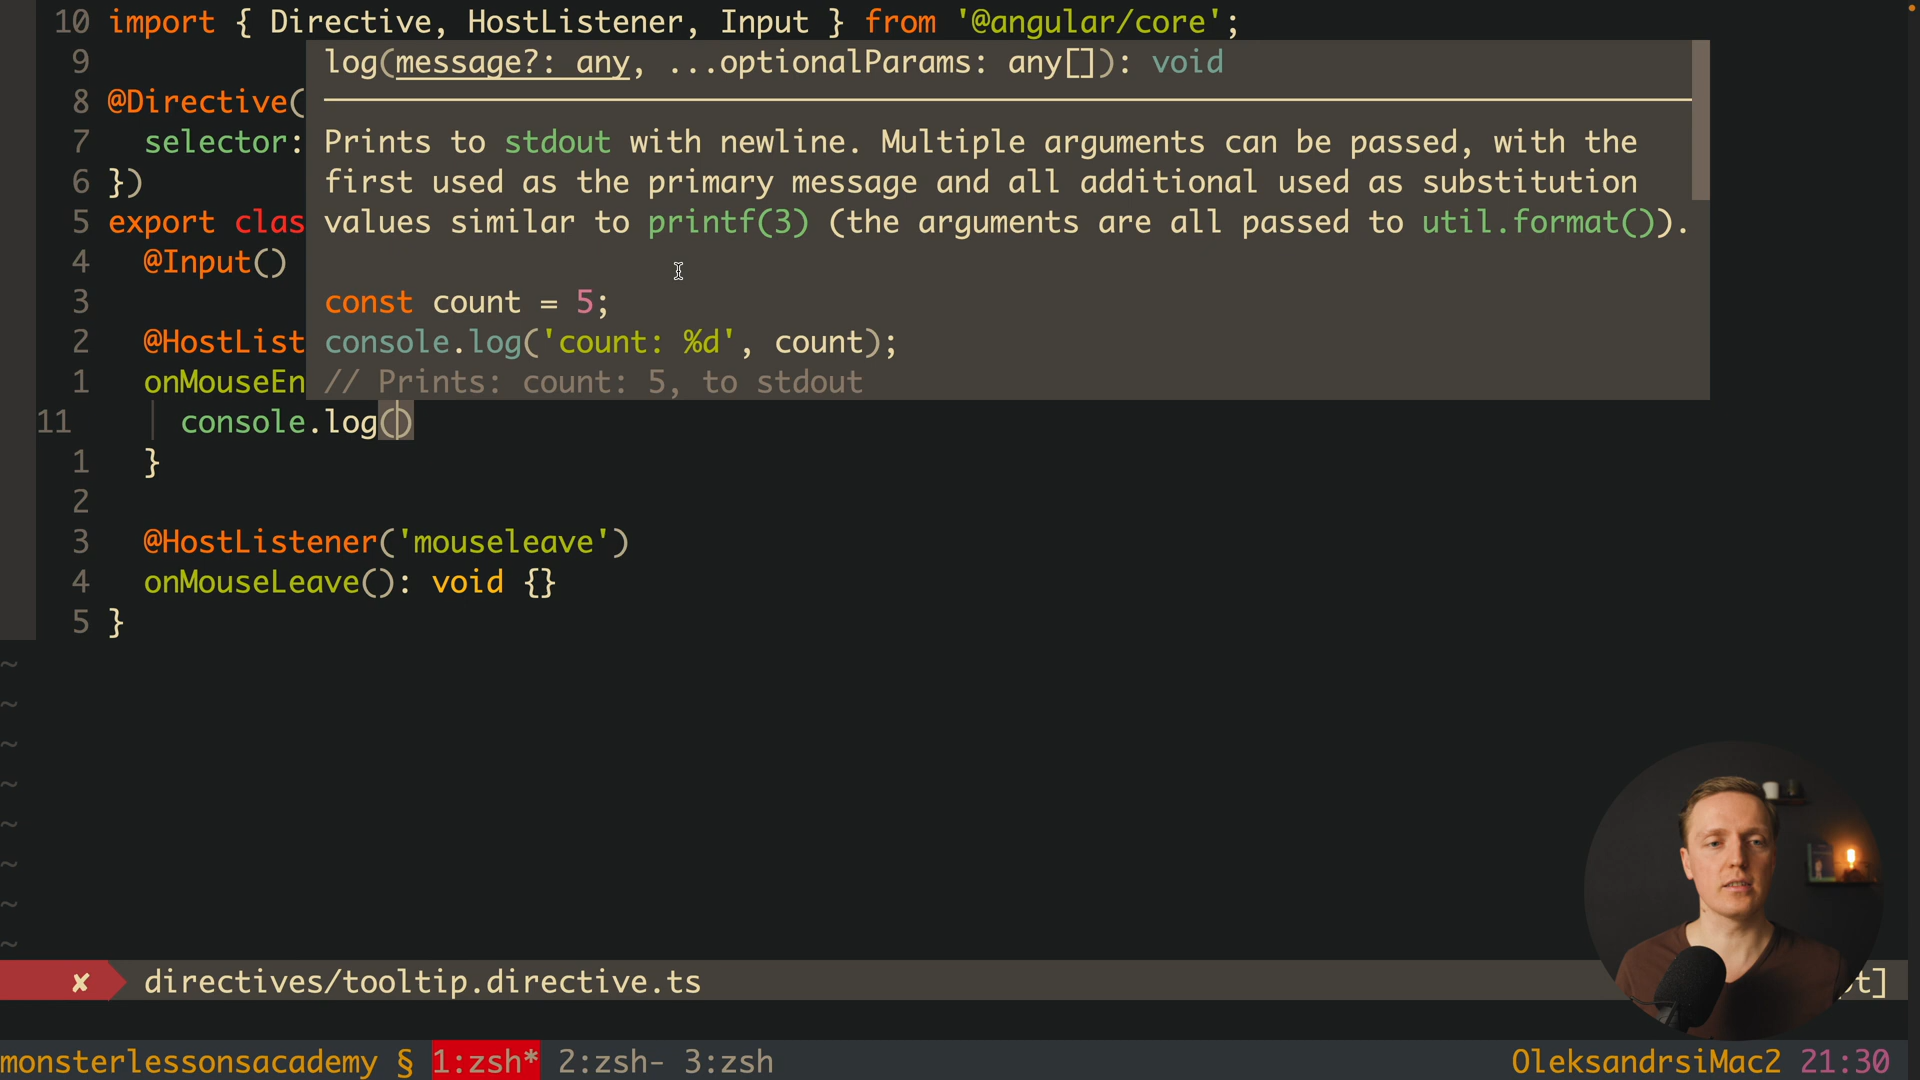 10 import { Directive, HostListener, Input } from '@angular/core';
9 log(message?: any, ...optionalParams: any[]): void
8 @Directive(
7 selector: Prints to stdout with newline. Multiple arguments can be passed, with the
6 }) first used as the primary message and all additional used as substitution
5 export clas values similar to printf(3) (the arguments are all passed to util.format()).
4 @Input()
3 const count = 5;
2 @HostList console.log('count: %d', count);
1 onMouseEn // Prints: count: 5, to stdout
11 console.log()
1 }
2
3 @HostListener('mouseleave')
4 onMouseLeave(): void {}
5 }
~
~
~
~
~
~
~
~
✘ directives/tooltip.directive.ts t]
monsterlessonsacademy § 1:zsh* 2:zsh- 3:zsh OleksandrsiMac2 21:30